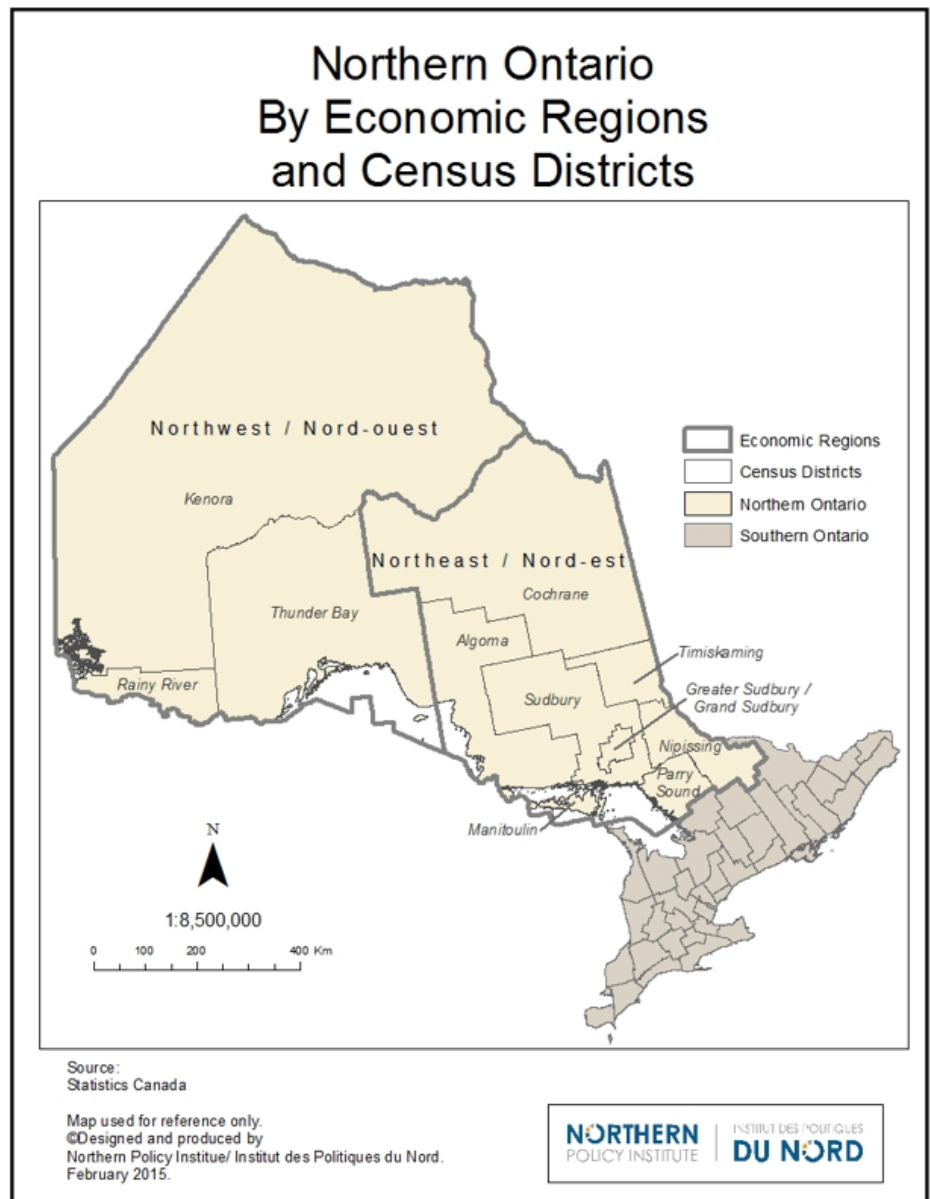 Northern Ontario
By Economic Regions
and Census Districts
Northwest / Nord-ouest
Kenora
Economic Regions
Census Districts
Northern Ontario
Southern Ontario
Northeast / Nord-est
Cochrane
Thunder Bay
Algoma
Timiskaming
Rainy River
Sudbury
Greater Sudbury /
Grand Sudbury
Nipissing
Parry
Sound
Manitoulin
N
1:8,500,000
0 100 200 400 Km
Source:
Statistics Canada
Map used for reference only.
©Designed and produced by
Northern Policy Institue/ Institut des Politiques du Nord.
February 2015.
NORTHERN
POLICY INSTITUTE
INSTITUT DES POLITIQUES
DU NORD